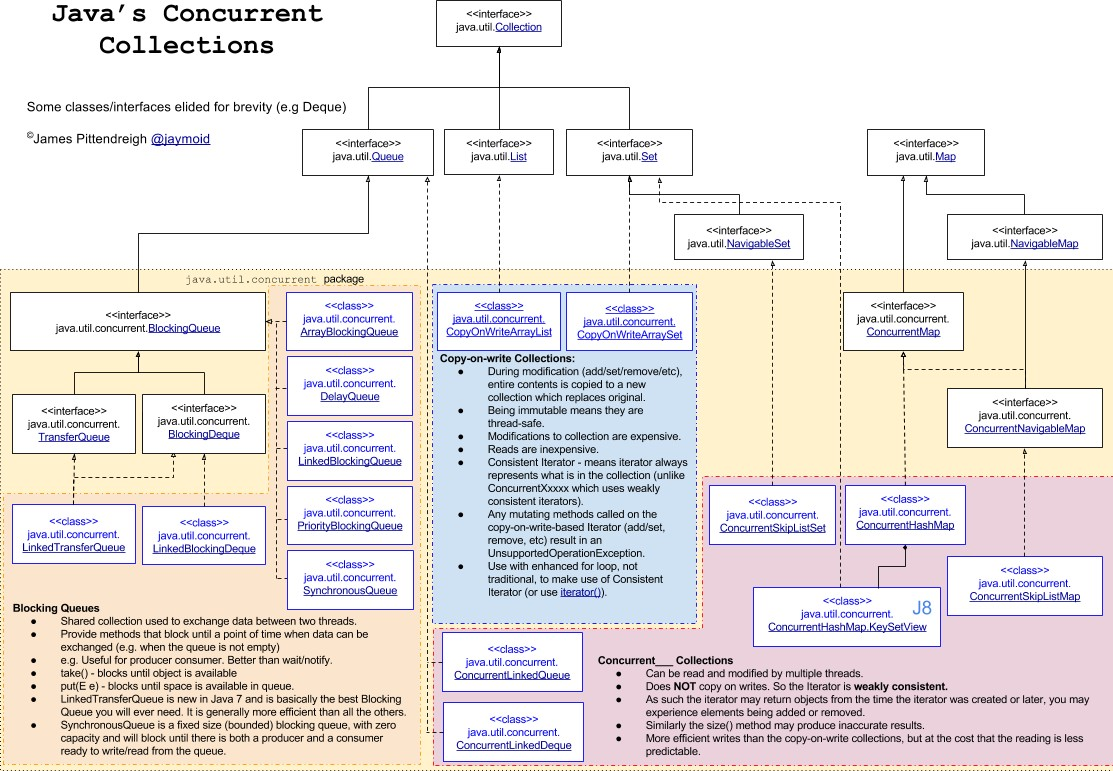 Java's Concurrent
Collections
Some classes/interfaces elided for brevity (e.g Deque)
©James Pittendreigh @jaymoid
<<interface>>
java.util.Collection
<<interface>>
java.util.Queue
<<interface>>
java.util.List
<<interface>>
java.util.Set
<<interface>>
java.util.Map
<<interface>>
java.util.NavigableSet
<<interface>>
java.util.NavigableMap
java.util.concurrent package
<<interface>>
java.util.concurrent.BlockingQueue
<<interface>>
java.util.concurrent.
TransferQueue
<<interface>>
java.util.concurrent.
BlockingDeque
<<class>>
java.util.concurrent.
LinkedTransferQueue
<<class>>
java.util.concurrent.
LinkedBlockingDeque
<<class>>
java.util.concurrent.
ArrayBlockingQueue
<<class>>
java.util.concurrent.
DelayQueue
<<class>>
java.util.concurrent.
LinkedBlockingQueue
<<class>>
java.util.concurrent.
PriorityBlockingQueue
<<class>>
java.util.concurrent.
SynchronousQueue
Blocking Queues
● Shared collection used to exchange data between two threads.
● Provide methods that block until a point of time when data can be
exchanged (e.g. when the queue is not empty)
● e.g. Useful for producer consumer. Better than wait/notify.
● take() - blocks until object is available
● put(E e) - blocks until space is available in queue.
● LinkedTransferQueue is new in Java 7 and is basically the best Blocking
Queue you will ever need. It is generally more efficient than all the others.
● SynchronousQueue is a fixed size (bounded) blocking queue, with zero
capacity and will block until there is both a producer and a consumer
ready to write/read from the queue.
<<class>>
java.util.concurrent.
CopyOnWriteArrayList
<<class>>
java.util.concurrent.
CopyOnWriteArraySet
Copy-on-write Collections:
● During modification (add/set/remove/etc),
entire contents is copied to a new
collection which replaces original.
● Being immutable means they are
thread-safe.
● Modifications to collection are expensive.
● Reads are inexpensive.
● Consistent Iterator - means iterator always
represents what is in the collection (unlike
ConcurrentXxxxx which uses weakly
consistent iterators).
● Any mutating methods called on the
copy-on-write-based Iterator (add/set,
remove, etc) result in an
UnsupportedOperationException.
● Use with enhanced for loop, not
traditional, to make use of Consistent
Iterator (or use iterator()).
<<interface>>
java.util.concurrent.
ConcurrentMap
<<interface>>
java.util.concurrent.
ConcurrentNavigableMap
<<class>>
java.util.concurrent.
ConcurrentSkipListSet
<<class>>
java.util.concurrent.
ConcurrentHashMap
<<class>>
java.util.concurrent.
ConcurrentSkipListMap
<<class>>
java.util.concurrent.
ConcurrentHashMap.KeySetView
J8
<<class>>
java.util.concurrent.
ConcurrentLinkedQueue
<<class>>
java.util.concurrent.
ConcurrentLinkedDeque
Concurrent___ Collections
● Can be read and modified by multiple threads.
● Does NOT copy on writes. So the Iterator is weakly consistent.
● As such the iterator may return objects from the time the iterator was created or later, you may
experience elements being added or removed.
● Similarly the size() method may produce inaccurate results.
● More efficient writes than the copy-on-write collections, but at the cost that the reading is less
predictable.